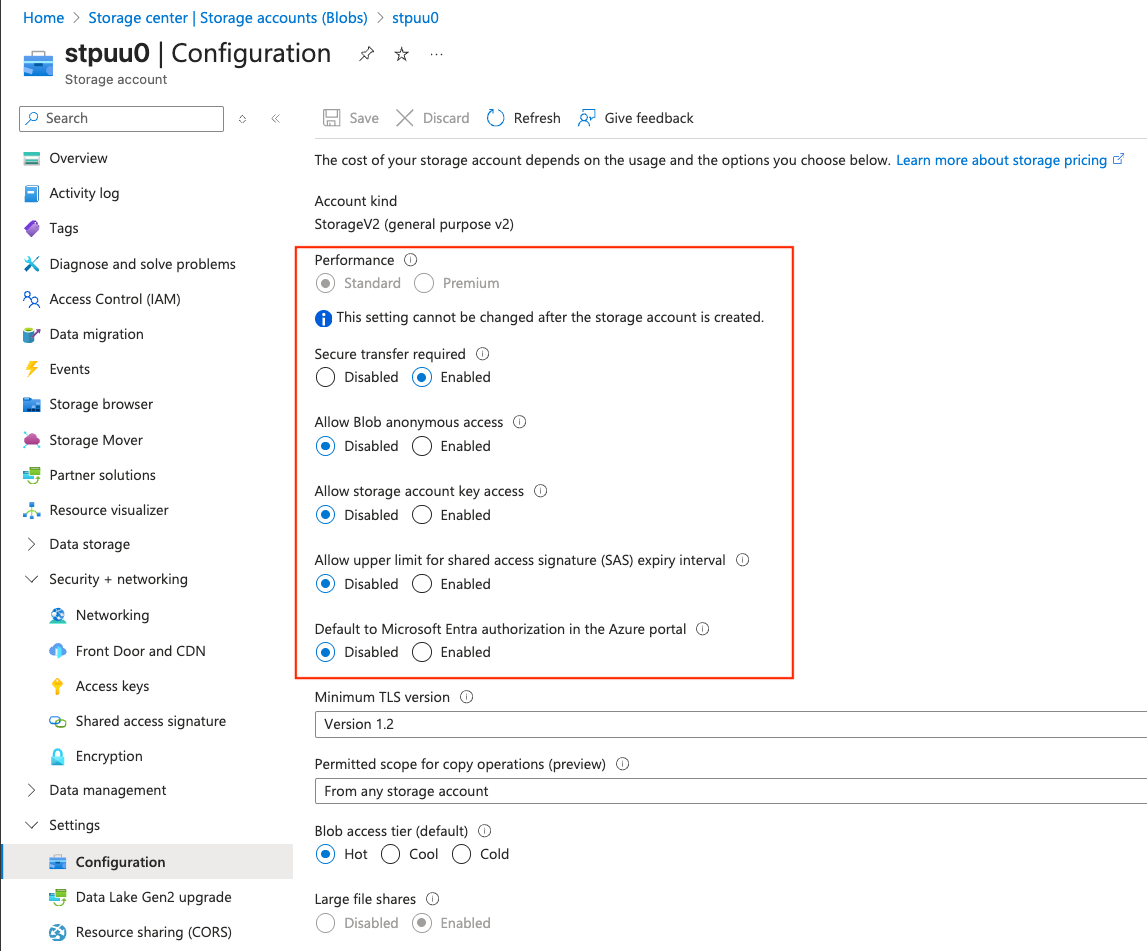 Home > Storage center | Storage accounts (Blobs) > stpuu0
stpuu0 | Configuration
Storage account
Search
Overview
Activity log
Tags
Diagnose and solve problems
Access Control (IAM)
Data migration
Events
Storage browser
Storage Mover
Partner solutions
Resource visualizer
Data storage
Security + networking
Networking
Front Door and CDN
Access keys
Shared access signature
Encryption
Data management
Settings
Configuration
Data Lake Gen2 upgrade
Resource sharing (CORS)
Save Discard Refresh Give feedback
The cost of your storage account depends on the usage and the options you choose below. Learn more about storage pricing
Account kind
StorageV2 (general purpose v2)
Performance
Standard Premium
This setting cannot be changed after the storage account is created.
Secure transfer required
Disabled Enabled
Allow Blob anonymous access
Disabled Enabled
Allow storage account key access
Disabled Enabled
Allow upper limit for shared access signature (SAS) expiry interval
Disabled Enabled
Default to Microsoft Entra authorization in the Azure portal
Disabled Enabled
Minimum TLS version
Version 1.2
Permitted scope for copy operations (preview)
From any storage account
Blob access tier (default)
Hot Cool Cold
Large file shares
Disabled Enabled